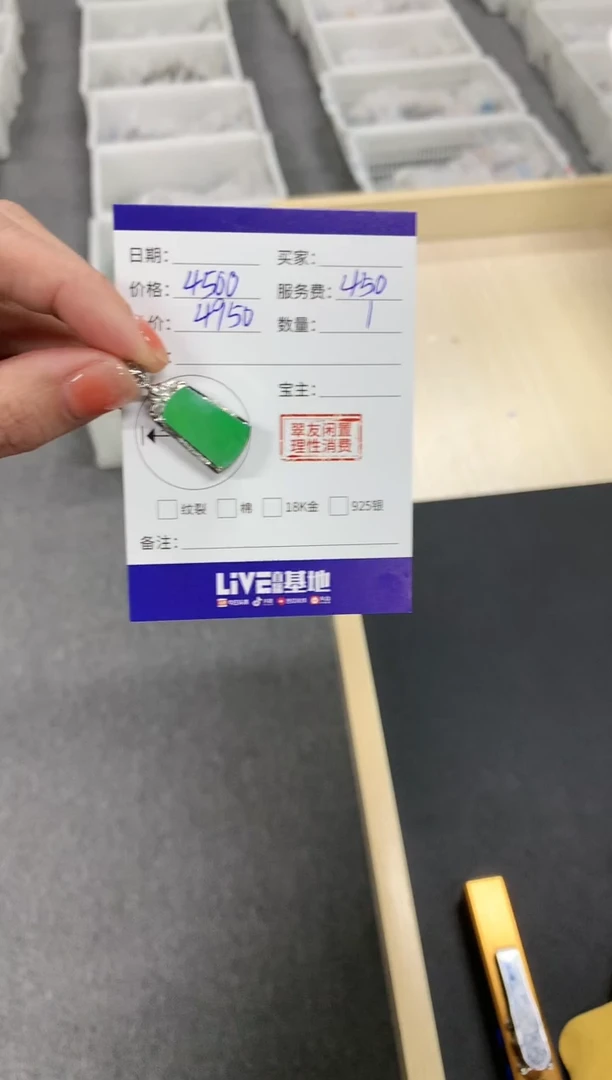 日期: 买家:
价格: 4500 服务费: 450
价: 4950 数量: 1
宝主:
翠友闲置
理性消费
纹裂 棉 18K金 925银
备注:
LiVE 基地